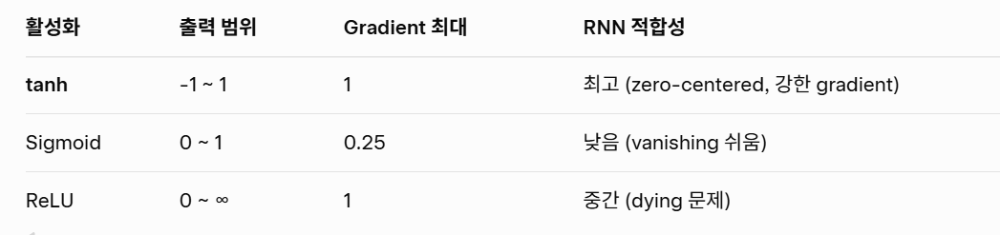 활성화 출력 범위 Gradient 최대 RNN 적합성
tanh -1 ~ 1 1 최고 (zero-centered, 강한 gradient)
Sigmoid 0 ~ 1 0.25 낮음 (vanishing 쉬움)
ReLU 0 ~ ∞ 1 중간 (dying 문제)